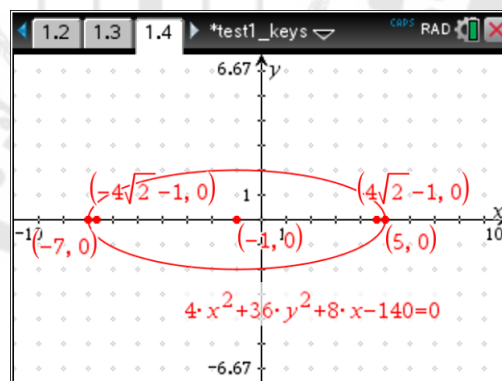 1.2 1.3 1.4 *test1_keys CAPS RAD
6.67 y
(-4√2 -1, 0) (4√2 -1, 0)
1
x
-10 (-7, 0) (-1, 0) 1 (5, 0) 10
4·x²+36·y²+8·x-140=0
-6.67